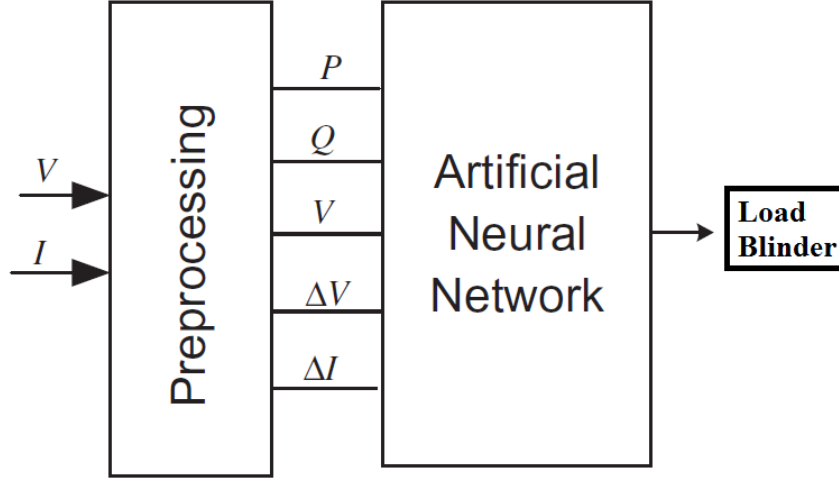 V
I
Preprocessing
P
Q
V
ΔV
ΔI
Artificial
Neural
Network
Load
Blinder